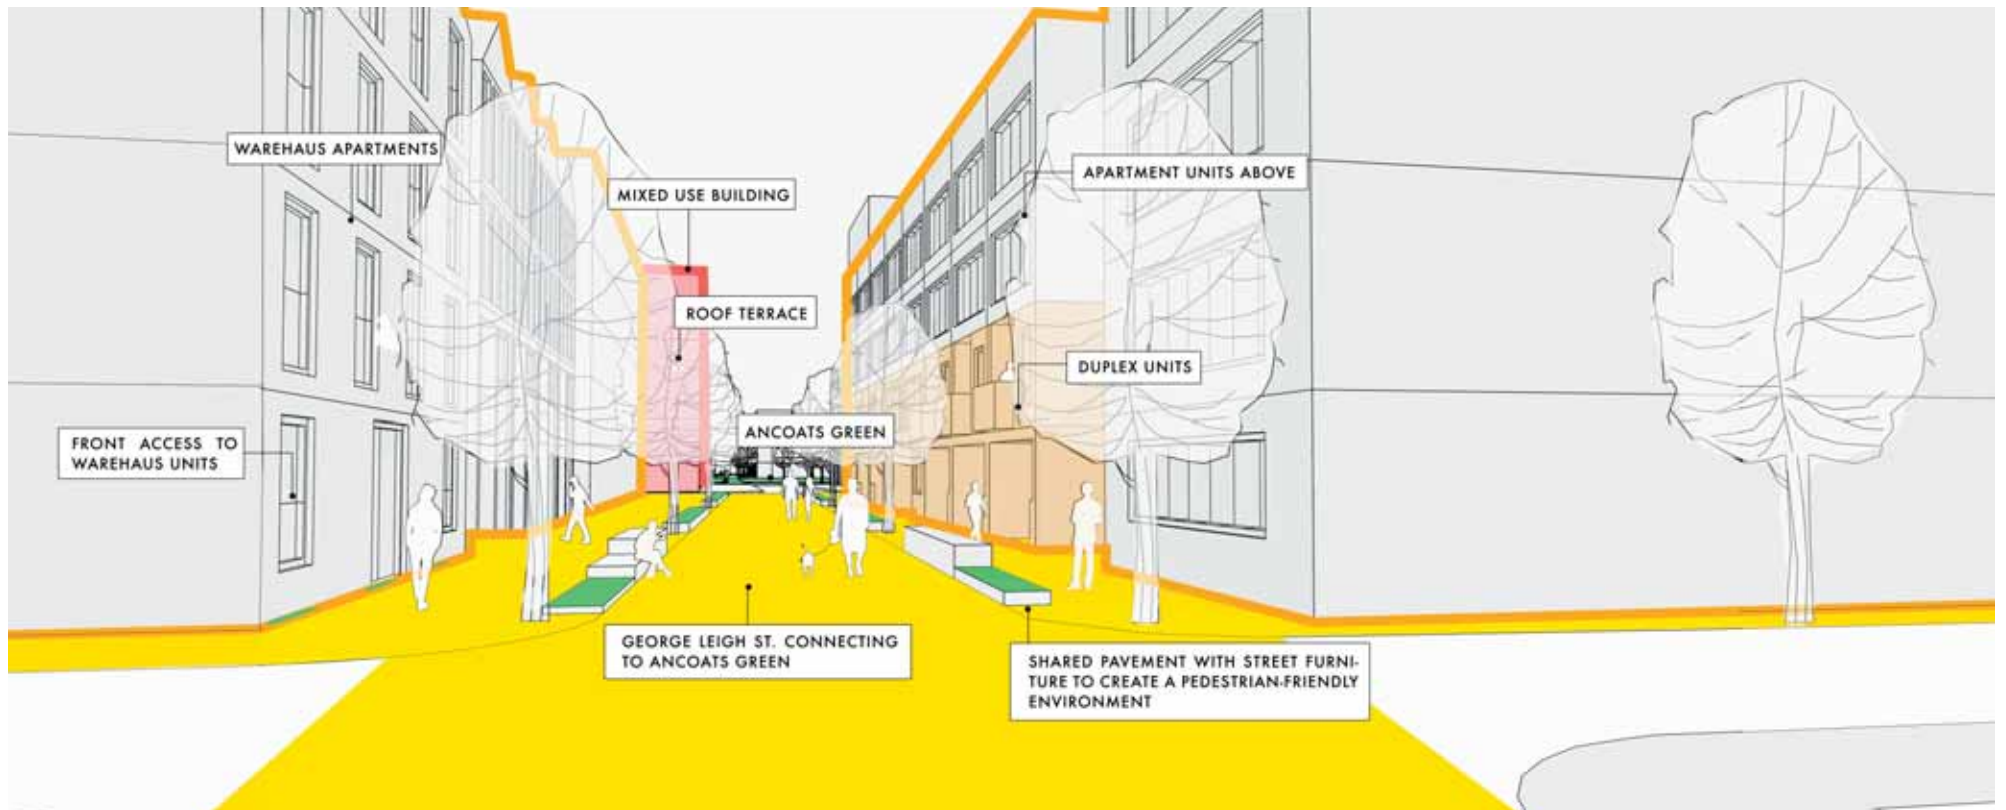 WAREHAUS APARTMENTS
MIXED USE BUILDING
APARTMENT UNITS ABOVE
ROOF TERRACE
DUPLEX UNITS
ANCOATS GREEN
FRONT ACCESS TO
WAREHAUS UNITS
GEORGE LEIGH ST. CONNECTING
TO ANCOATS GREEN
SHARED PAVEMENT WITH STREET FURNI-
TURE TO CREATE A PEDESTRIAN-FRIENDLY
ENVIRONMENT